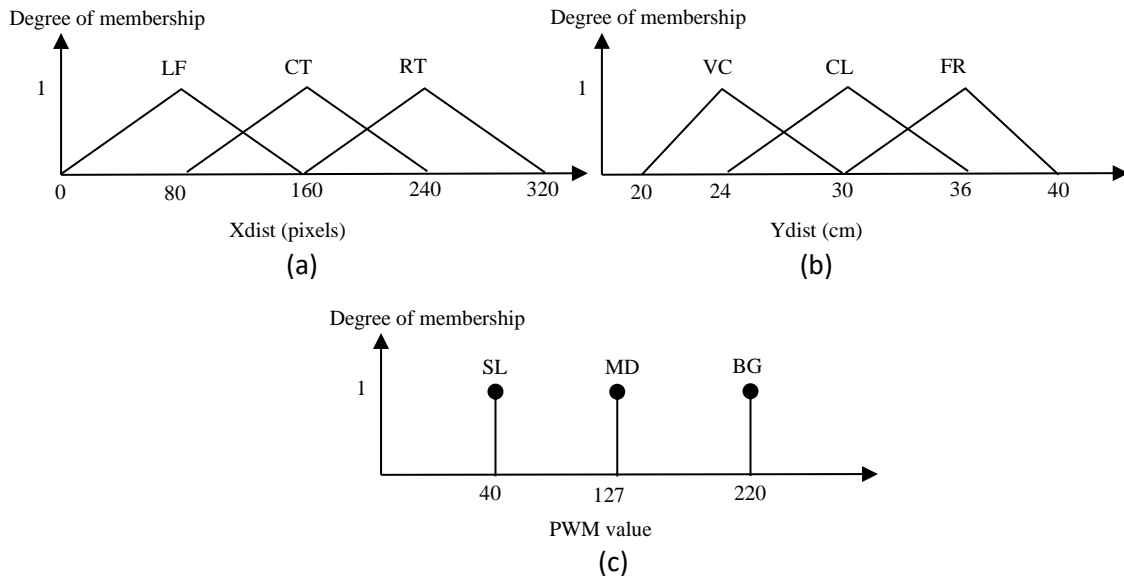 Degree of membership
LF CT RT
1
0 80 160 240 320
Xdist (pixels)
(a)
Degree of membership
VC CL FR
1
20 24 30 36 40
Ydist (cm)
(b)
Degree of membership
SL MD BG
1
40 127 220
PWM value
(c)